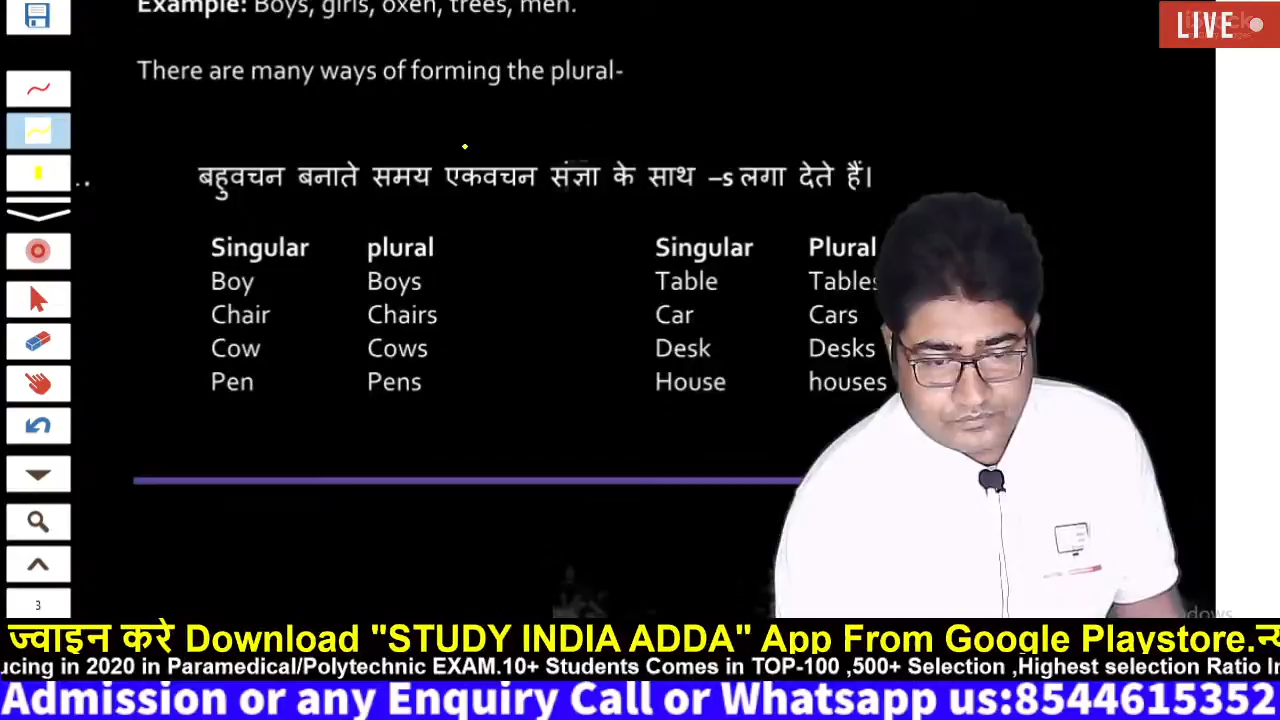 LIVE
Example: Boys, girls, oxen, trees, men.
There are many ways of forming the plural-
बहुवचन बनाते समय एकवचन संज्ञा के साथ –s लगा देते हैं।
Singular plural Singular Plural
Boy Boys Table Tables
Chair Chairs Car Cars
Cow Cows Desk Desks
Pen Pens House houses
3
ज्वाइन करे Download "STUDY INDIA ADDA" App From Google Playstore.
in 2020 in Paramedical/Polytechnic EXAM.10+ Students Comes in TOP-100 ,500+ Selection ,Highest selection Ratio
Admission or any Enquiry Call or Whatsapp us:8544615352